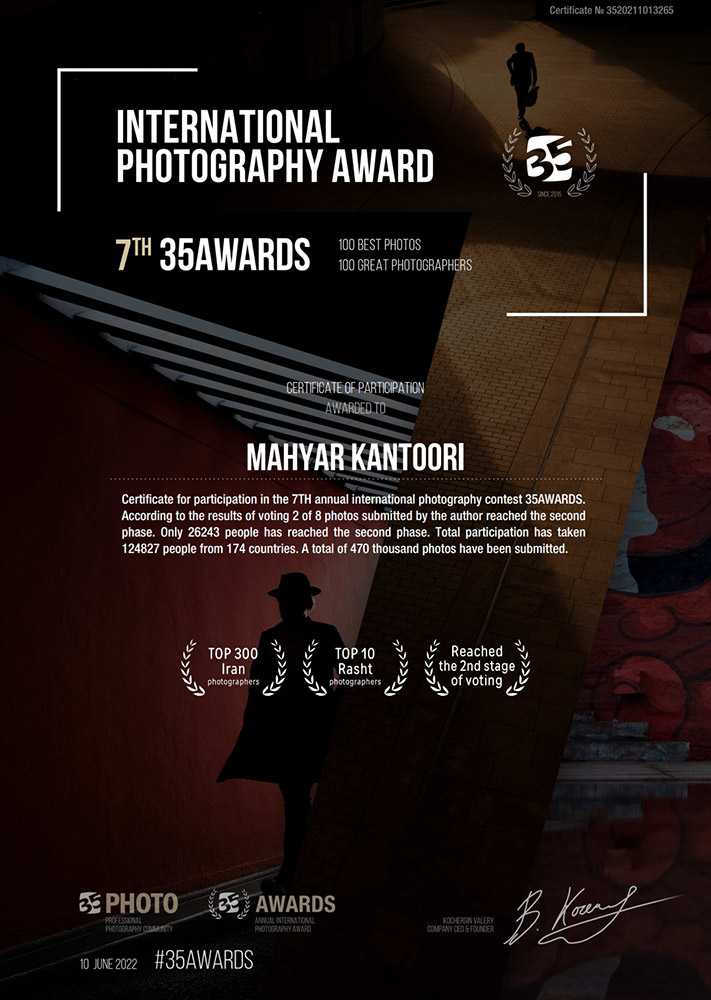 Certificate № 3520211013265
INTERNATIONAL
PHOTOGRAPHY AWARD
35
SINCE 2015
7TH 35AWARDS
100 BEST PHOTOS
100 GREAT PHOTOGRAPHERS
CERTIFICATE OF PARTICIPATION
AWARDED TO
MAHYAR KANTOORI
Certificate for participation in the 7TH annual international photography contest 35AWARDS.
According to the results of voting 2 of 8 photos submitted by the author reached the second
phase. Only 26243 people has reached the second phase. Total participation has taken
124827 people from 174 countries. A total of 470 thousand photos have been submitted.
TOP 300
Iran
photographers
TOP 10
Rasht
photographers
Reached
the 2nd stage
of voting
35 PHOTO
PROFESSIONAL
PHOTOGRAPHY COMMUNITY
35 AWARDS
ANNUAL INTERNATIONAL
PHOTOGRAPHY AWARD
KOCHERGIN VALERY
COMPANY CEO & FOUNDER
10 JUNE 2022
#35AWARDS